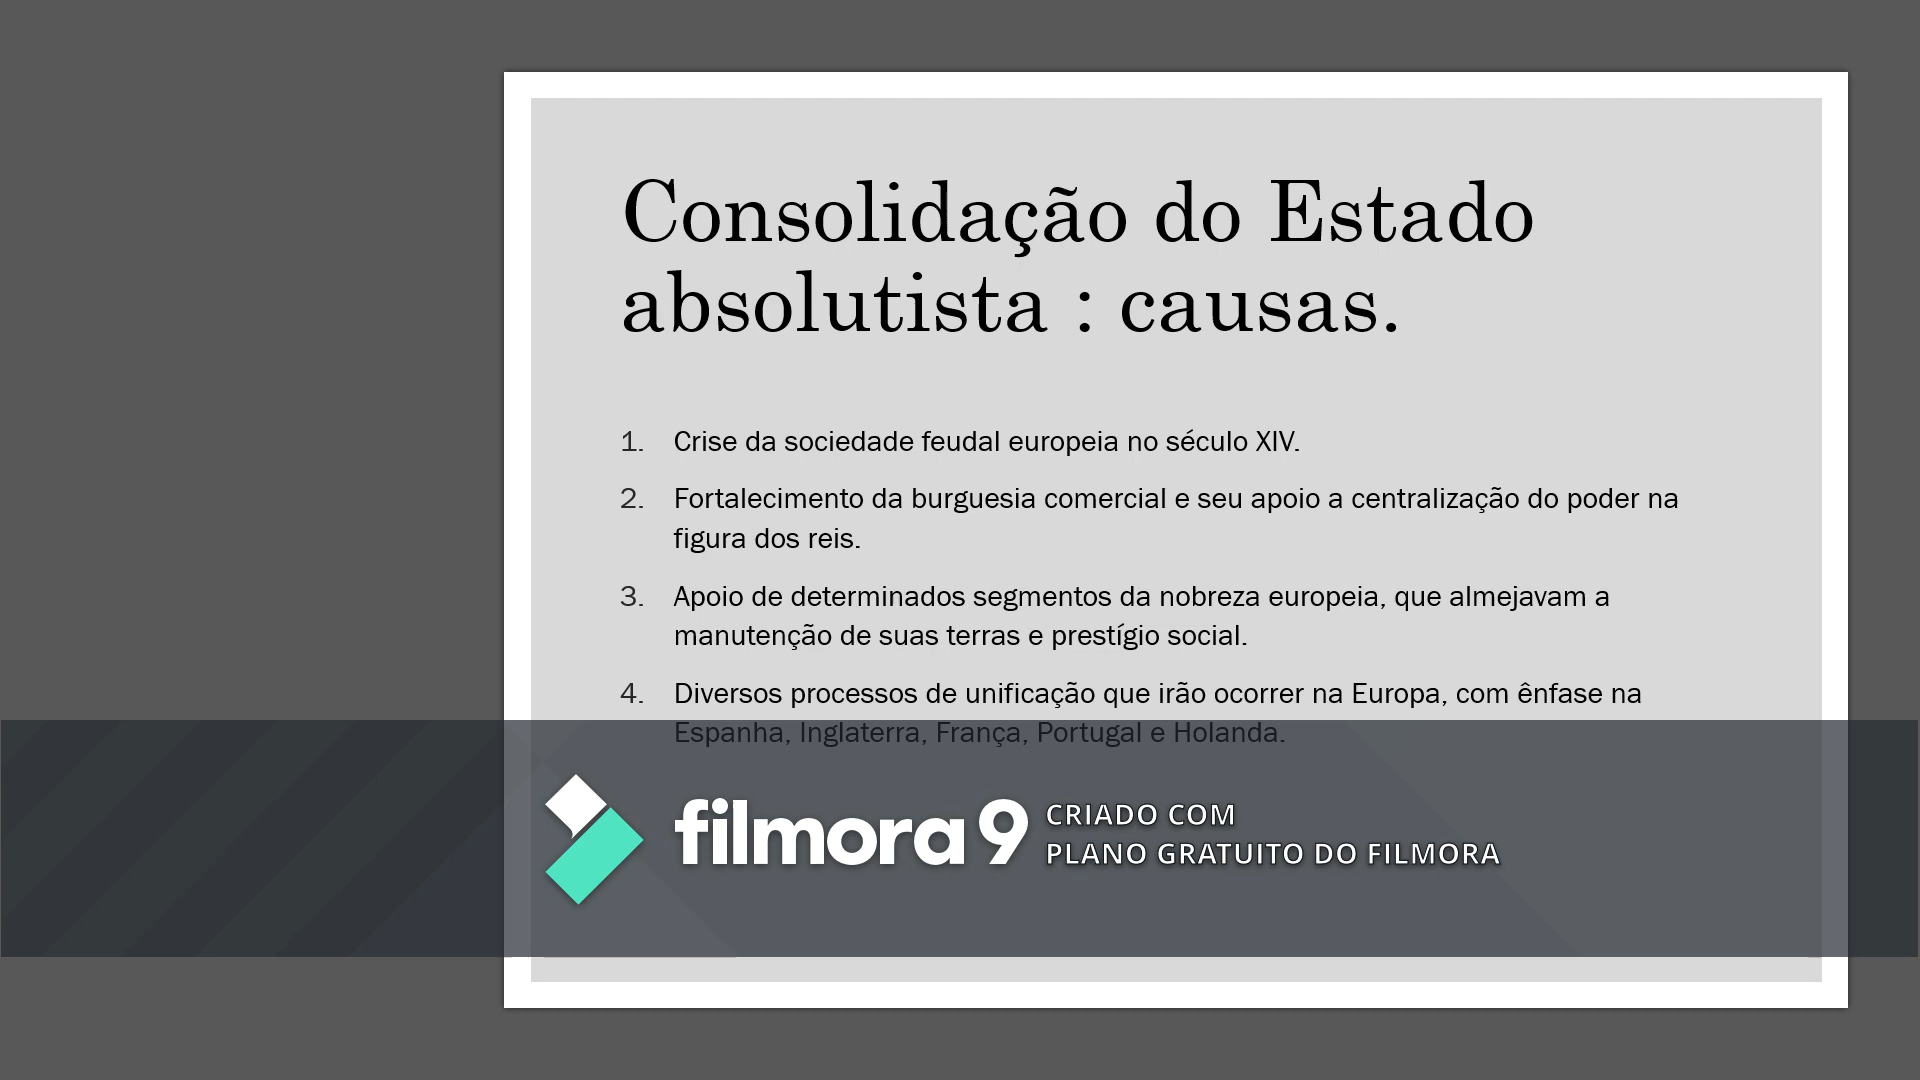 Consolidação do Estado
absolutista : causas.
1. Crise da sociedade feudal europeia no século XIV.
2. Fortalecimento da burguesia comercial e seu apoio a centralização do poder na
figura dos reis.
3. Apoio de determinados segmentos da nobreza europeia, que almejavam a
manutenção de suas terras e prestígio social.
4. Diversos processos de unificação que irão ocorrer na Europa, com ênfase na
Espanha, Inglaterra, França, Portugal e Holanda.
filmora 9
CRIADO COM
PLANO GRATUITO DO FILMORA